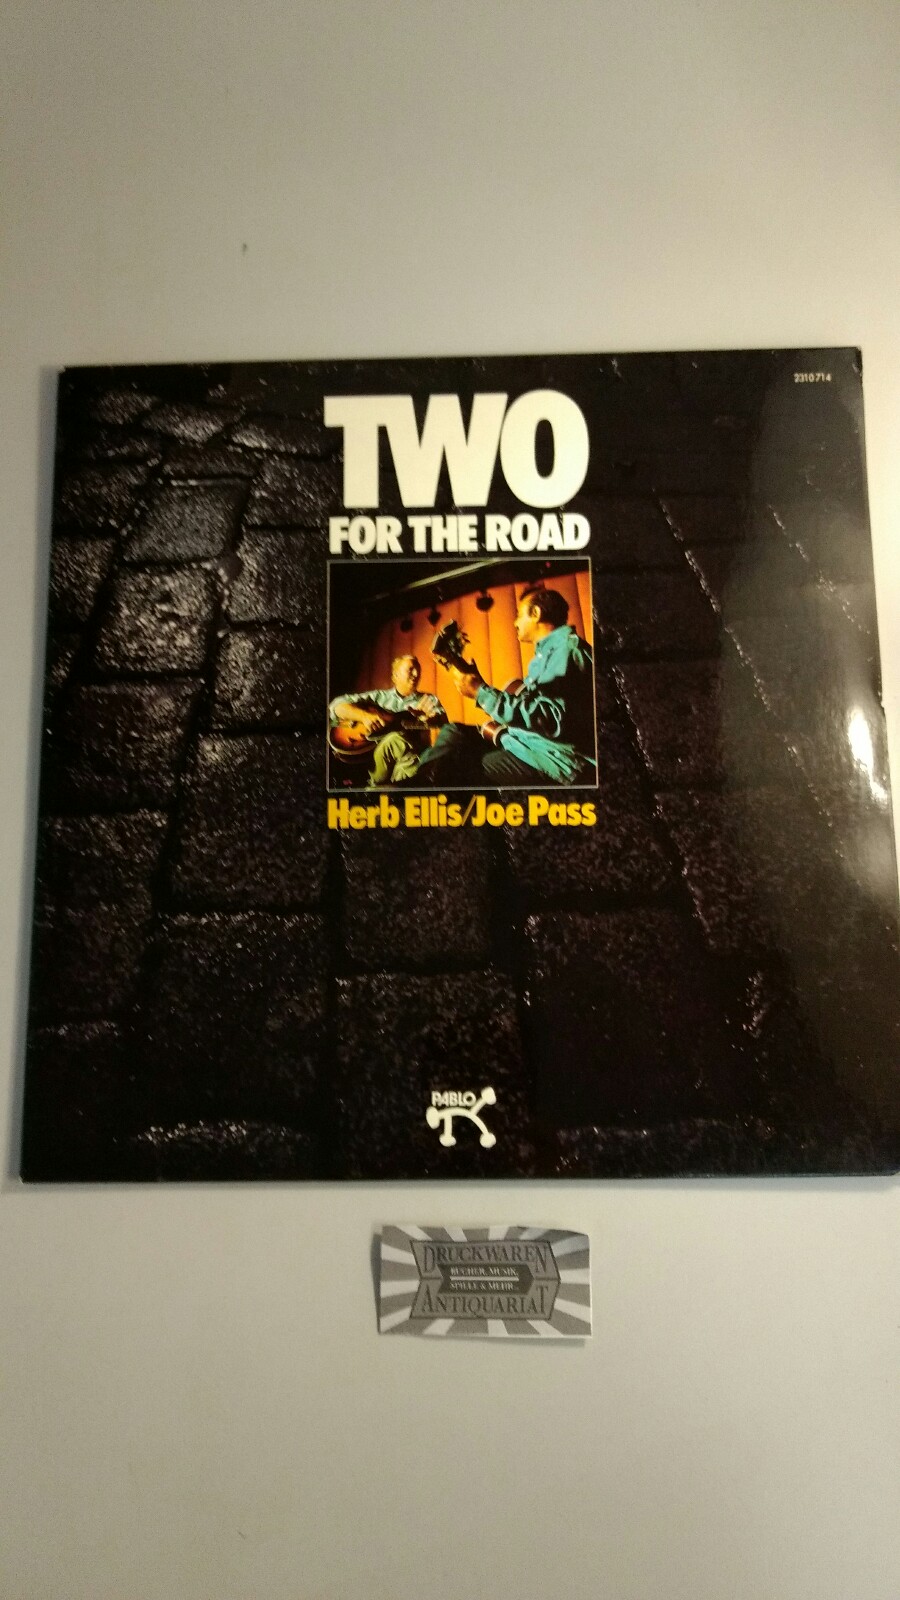 2310 714
TWO
FOR THE ROAD
Herb Ellis/Joe Pass
PABLO
DRUCKWAREN
BÜCHER, MUSIK,
SPIELE & MEHR...
ANTIQUARIAT